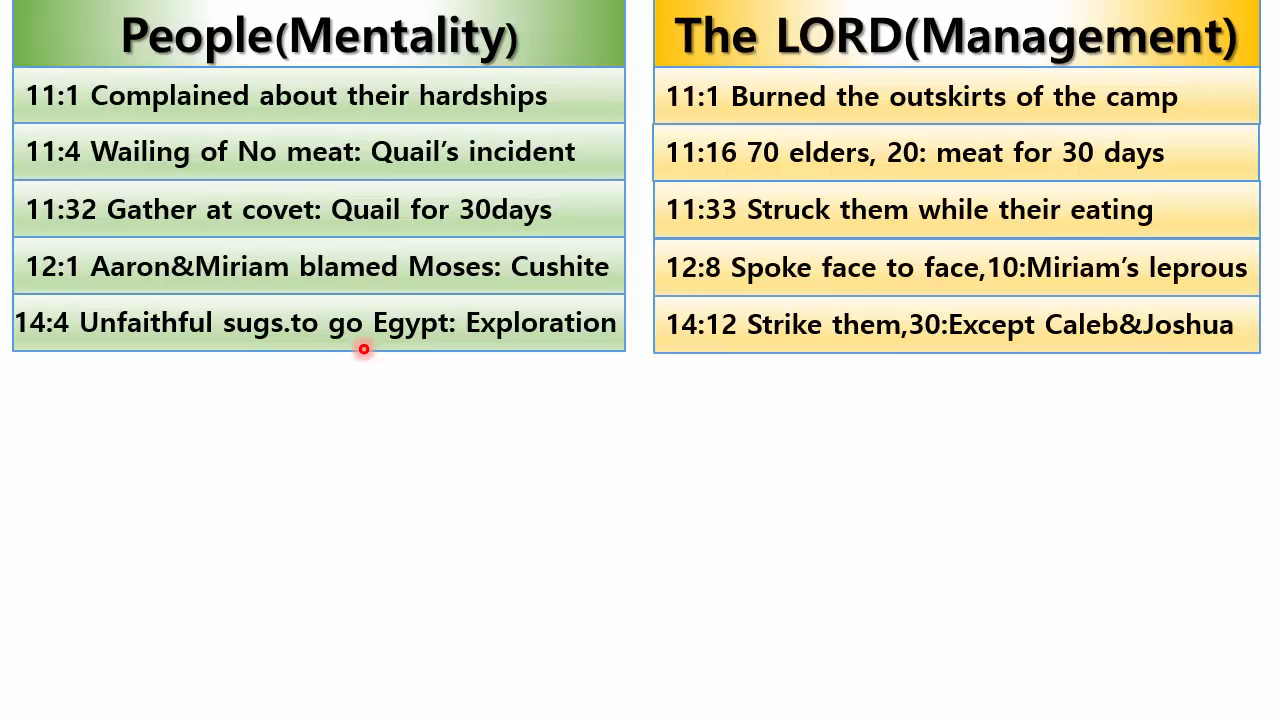 People(Mentality)
11:1 Complained about their hardships
11:4 Wailing of No meat: Quail’s incident
11:32 Gather at covet: Quail for 30days
12:1 Aaron&Miriam blamed Moses: Cushite
14:4 Unfaithful sugs.to go Egypt: Exploration
The LORD(Management)
11:1 Burned the outskirts of the camp
11:16 70 elders, 20: meat for 30 days
11:33 Struck them while their eating
12:8 Spoke face to face,10:Miriam’s leprous
14:12 Strike them,30:Except Caleb&Joshua